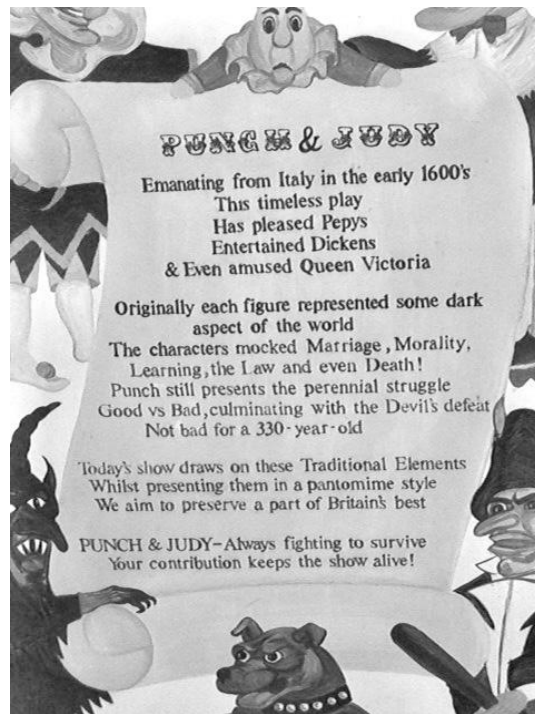 PUNCH & JUDY
Emanating from Italy in the early 1600's
This timeless play
Has pleased Pepys
Entertained Dickens
& Even amused Queen Victoria
Originally each figure represented some dark
aspect of the world
The characters mocked Marriage, Morality,
Learning, the Law and even Death!
Punch still presents the perennial struggle
Good vs Bad, culminating with the Devil's defeat
Not bad for a 330-year-old
Today's show draws on these Traditional Elements
Whilst presenting them in a pantomime style
We aim to preserve a part of Britain's best
PUNCH & JUDY-Always fighting to survive
Your contribution keeps the show alive!